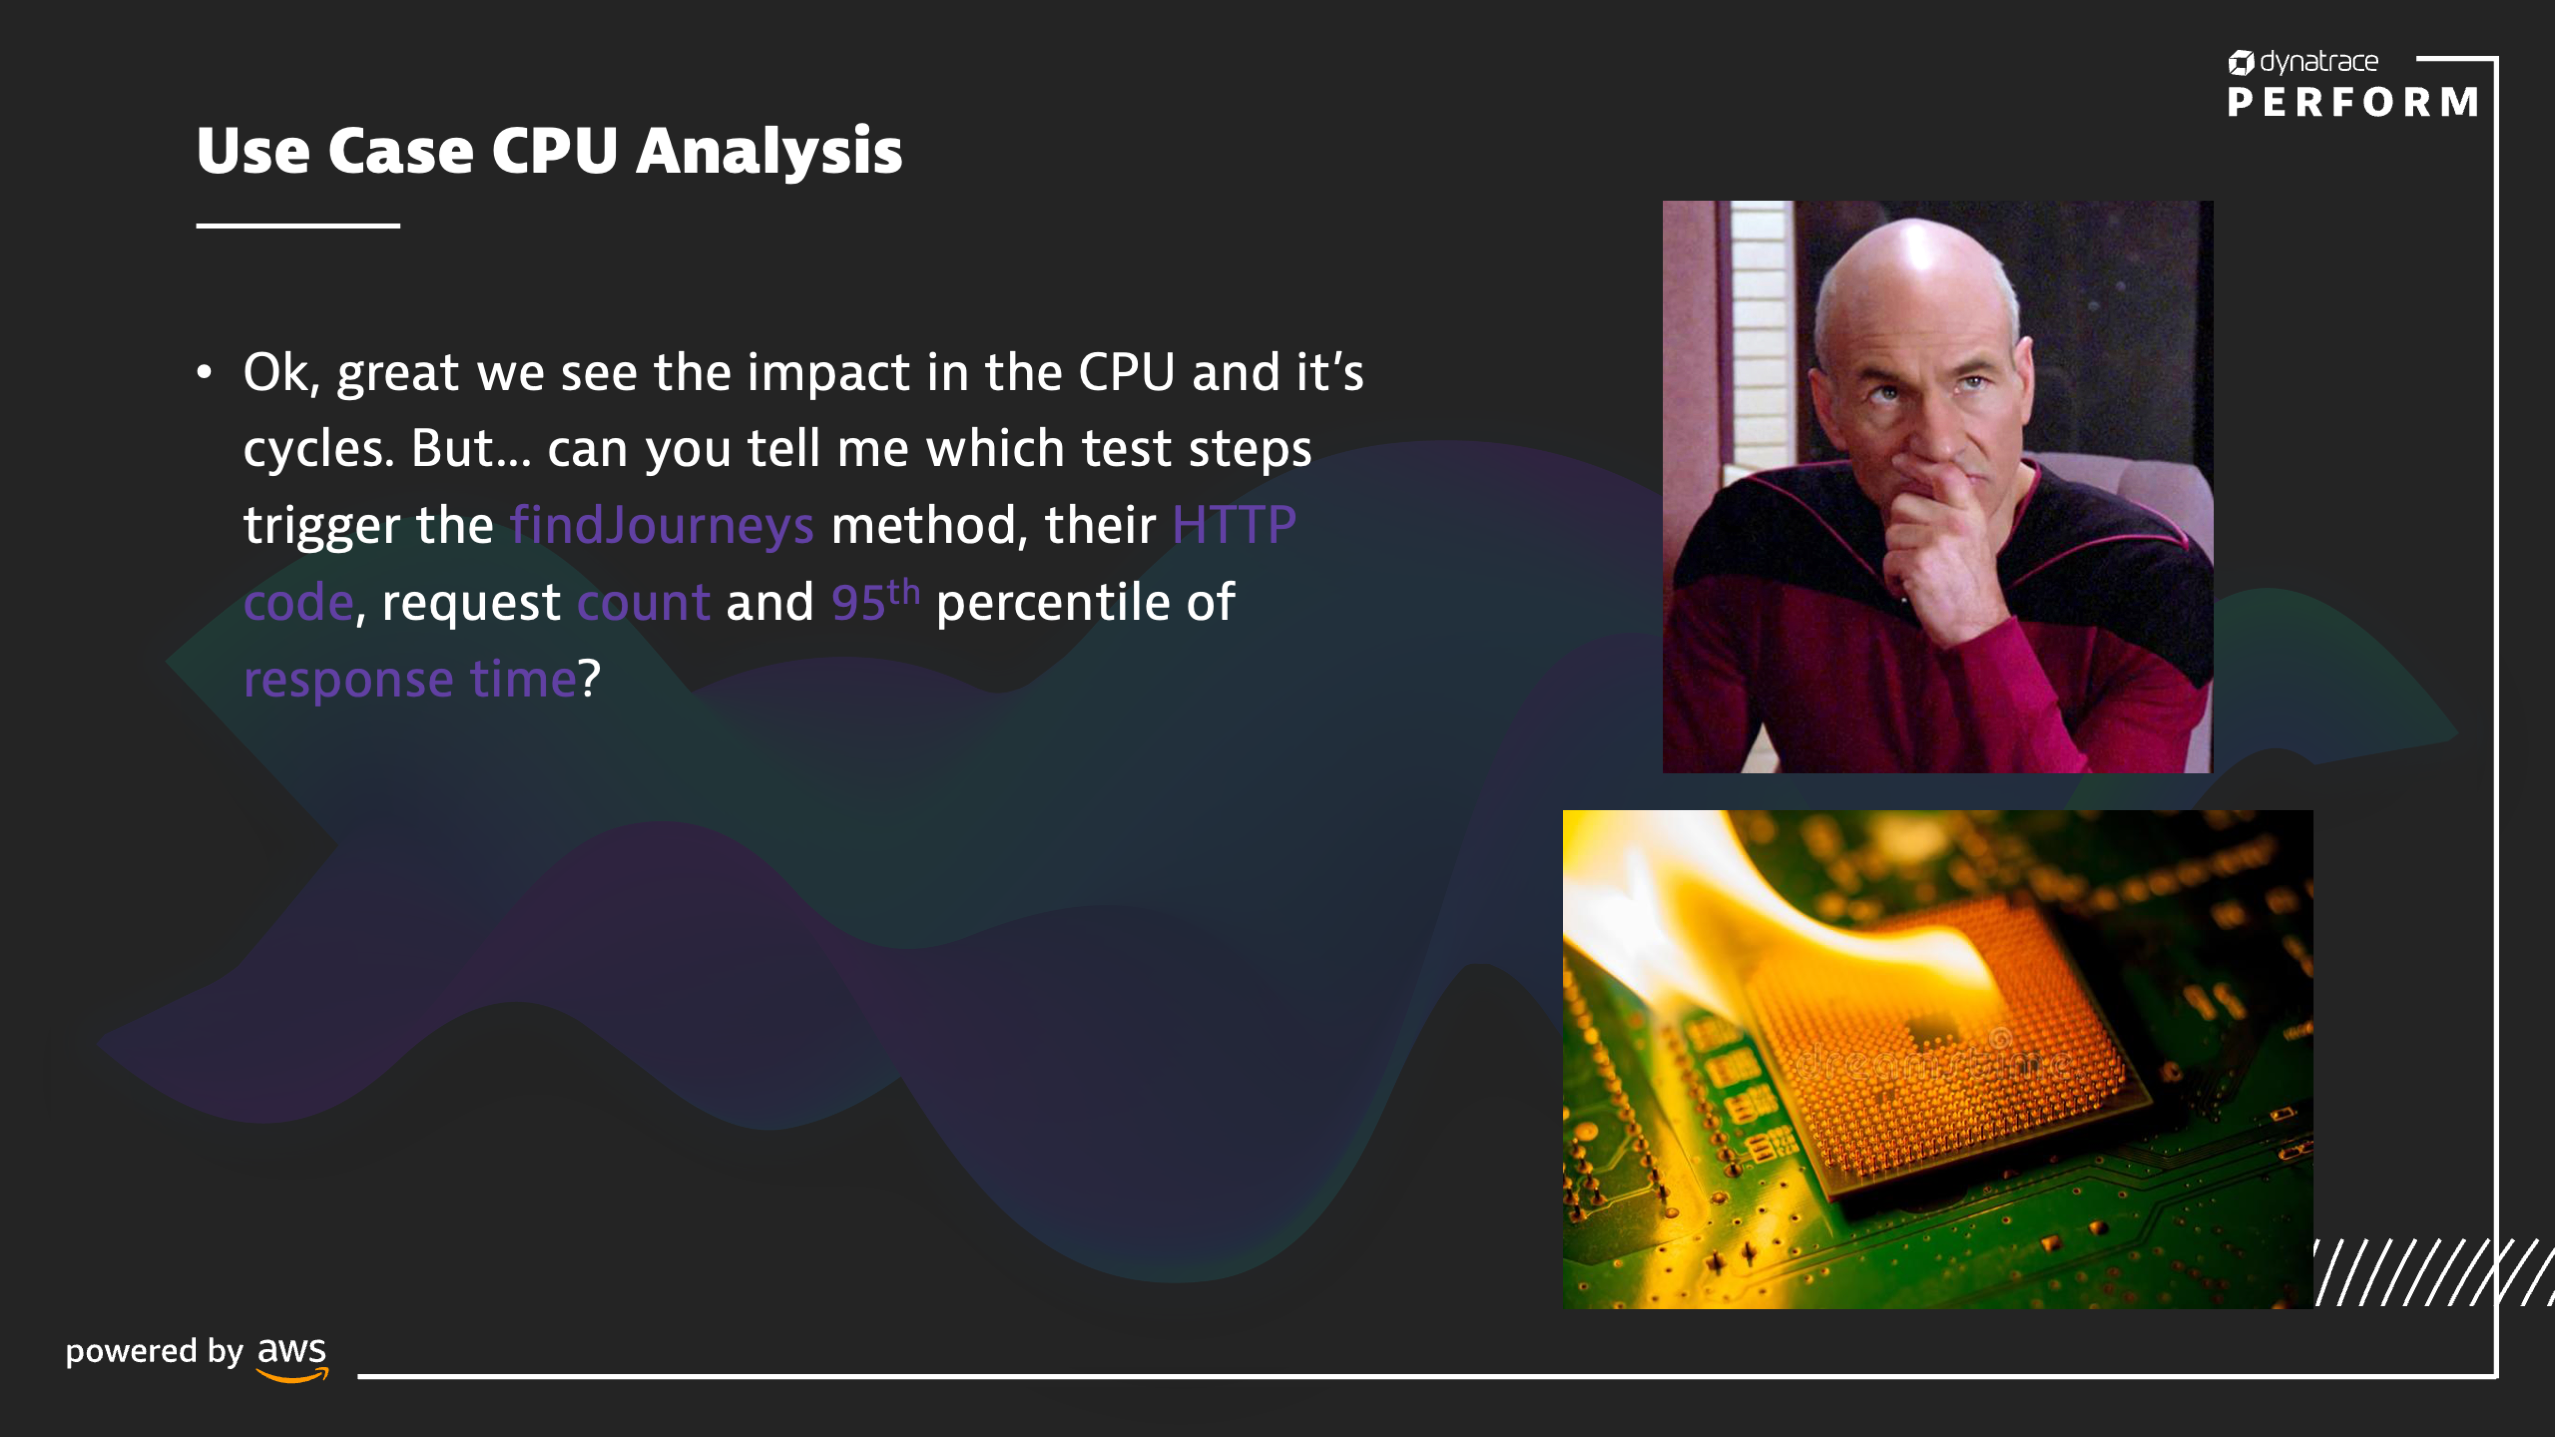 dynatrace
PERFORM
Use Case CPU Analysis
• Ok, great we see the impact in the CPU and it’s
cycles. But... can you tell me which test steps
trigger the findJourneys method, their HTTP
code, request count and 95th percentile of
response time?
dreamstime
powered by aws